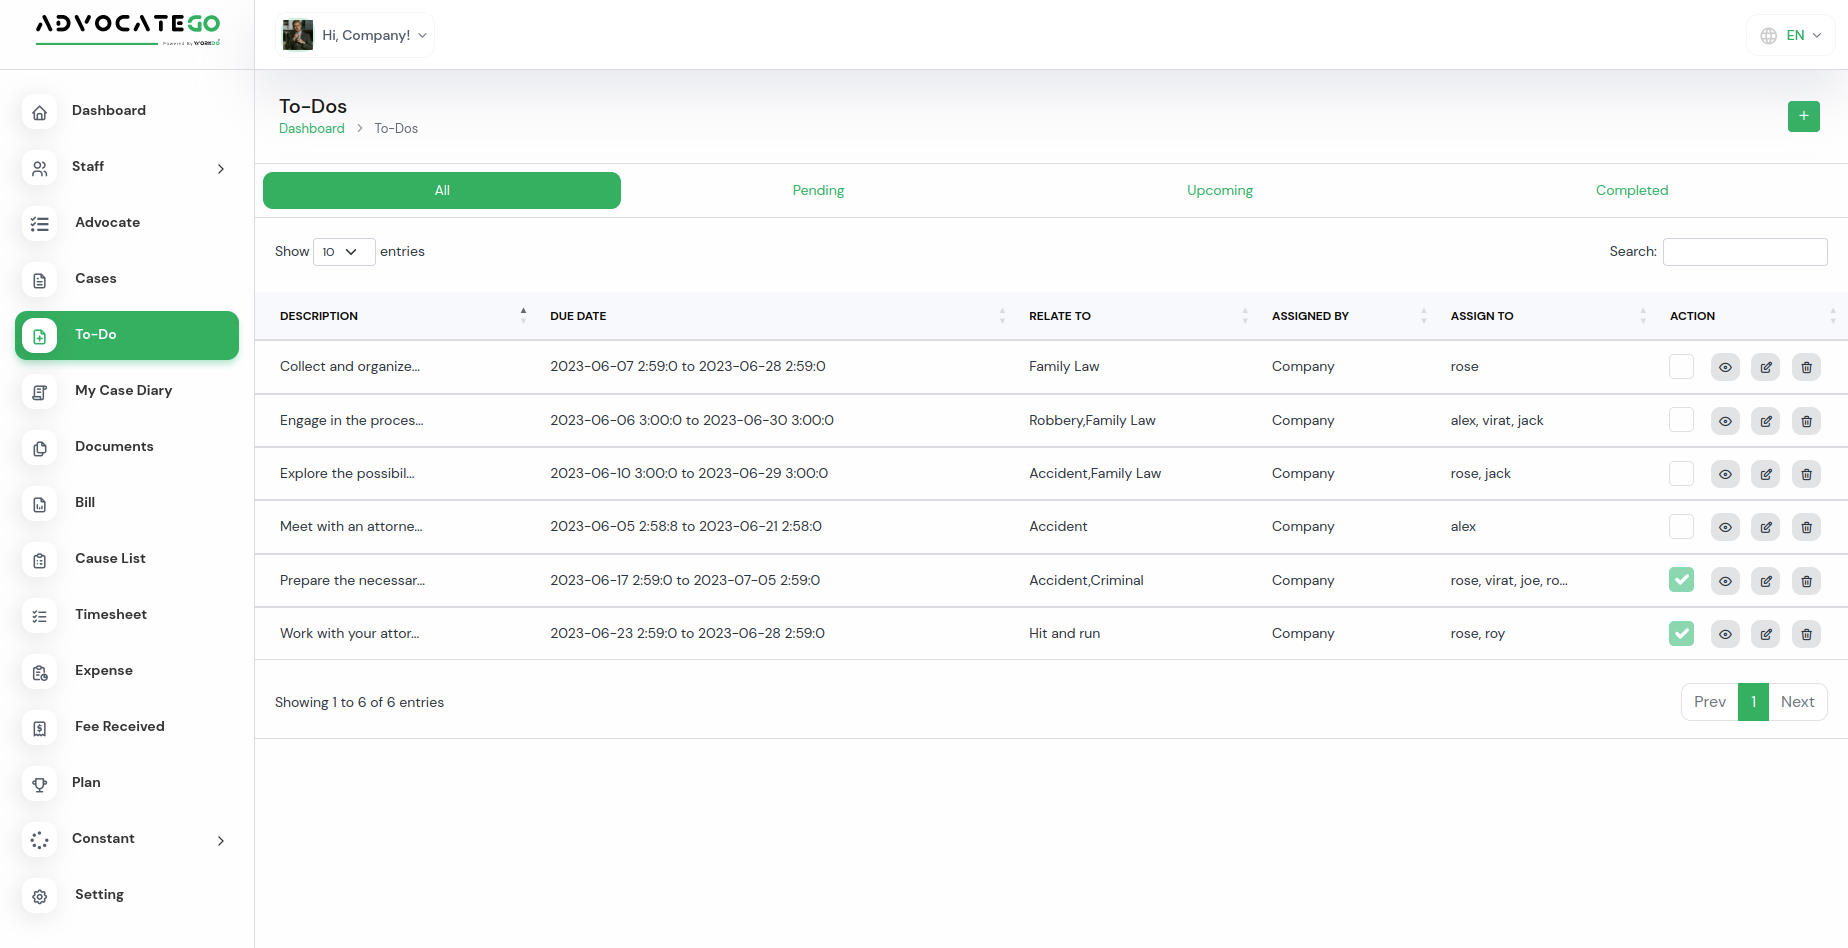 ADVOCATEGO
Powered By WORKDO
Hi, Company!
EN
Dashboard
Staff
Advocate
Cases
To-Do
My Case Diary
Documents
Bill
Cause List
Timesheet
Expense
Fee Received
Plan
Constant
Setting
To-Dos
Dashboard > To-Dos
+
All Pending Upcoming Completed
Show 10 entries Search:
DESCRIPTION DUE DATE RELATE TO ASSIGNED BY ASSIGN TO ACTION
Collect and organize... 2023-06-07 2:59:0 to 2023-06-28 2:59:0 Family Law Company rose
Engage in the proces... 2023-06-06 3:00:0 to 2023-06-30 3:00:0 Robbery,Family Law Company alex, virat, jack
Explore the possibil... 2023-06-10 3:00:0 to 2023-06-29 3:00:0 Accident,Family Law Company rose, jack
Meet with an attorne... 2023-06-05 2:58:8 to 2023-06-21 2:58:0 Accident Company alex
Prepare the necessar... 2023-06-17 2:59:0 to 2023-07-05 2:59:0 Accident,Criminal Company rose, virat, joe, ro...
Work with your attor... 2023-06-23 2:59:0 to 2023-06-28 2:59:0 Hit and run Company rose, roy
Showing 1 to 6 of 6 entries Prev 1 Next